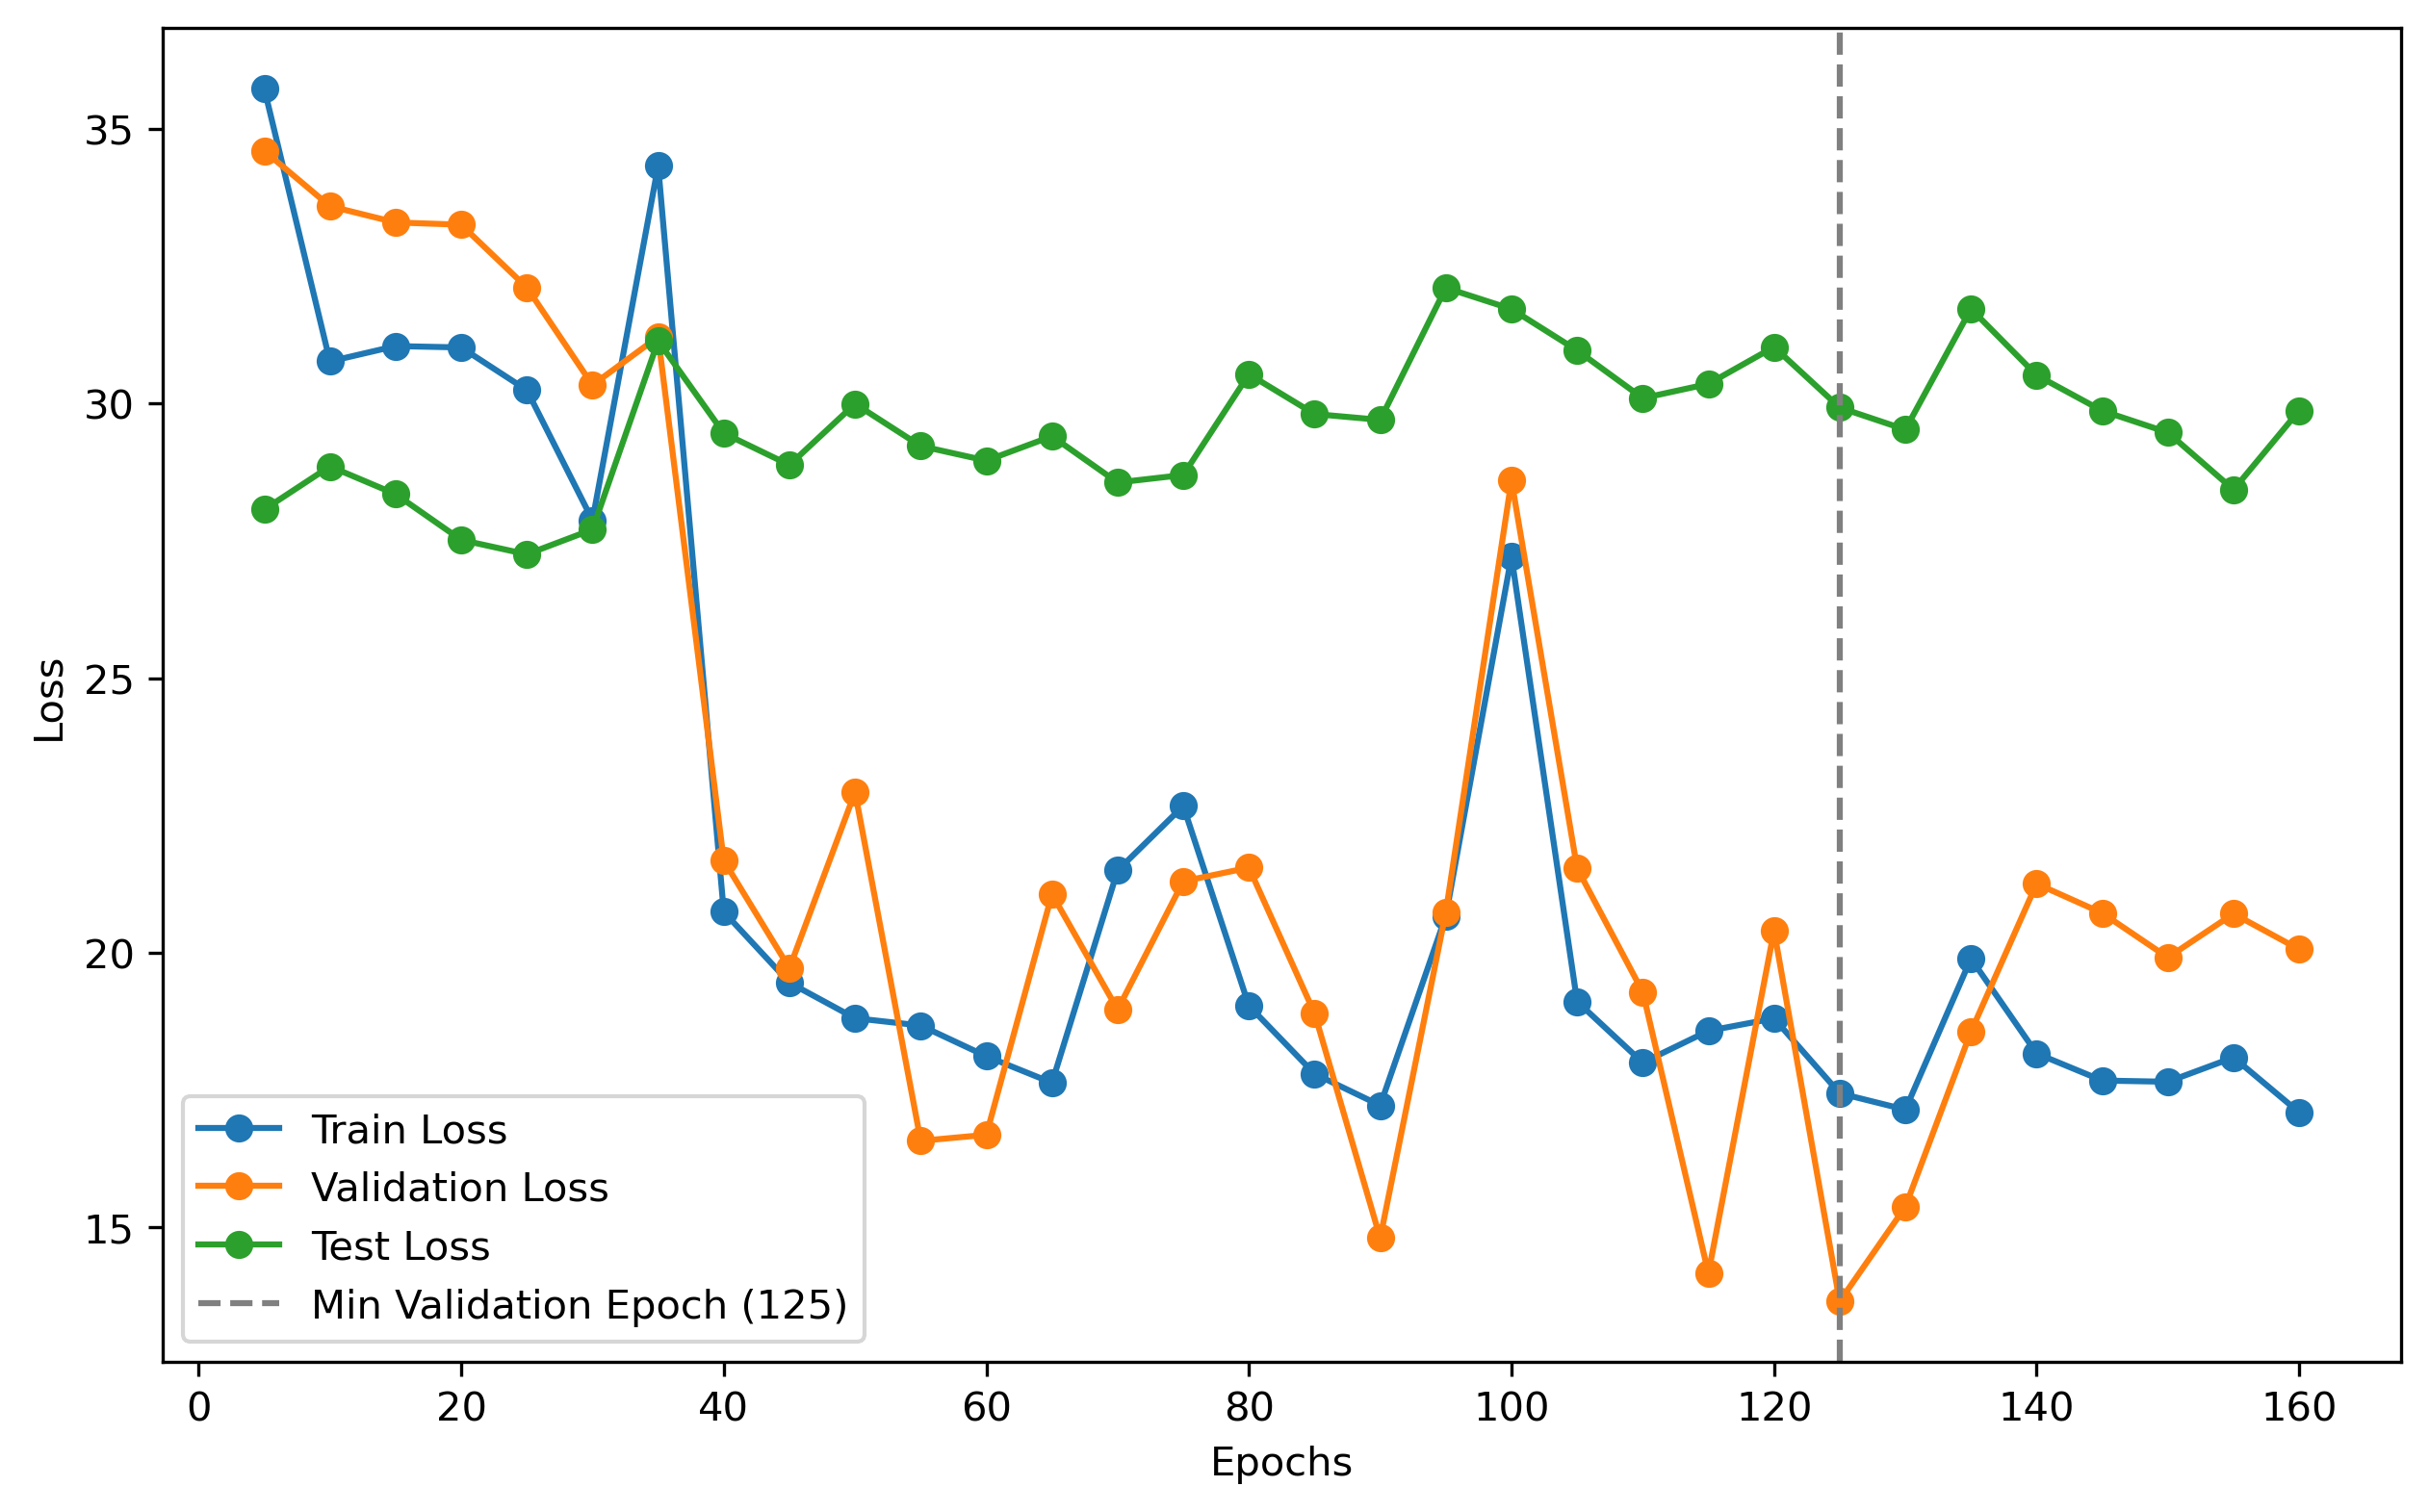 35
30
25
20
15
Loss
Train Loss
Validation Loss
Test Loss
Min Validation Epoch (125)
0 20 40 60 80 100 120 140 160
Epochs